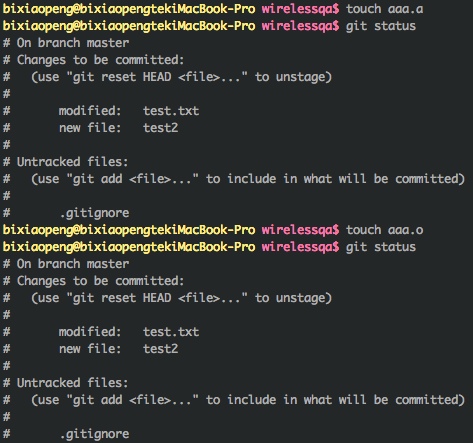 bixiaopeng@bixiaopengtekiMacBook-Pro wirelessqa$ touch aaa.a
bixiaopeng@bixiaopengtekiMacBook-Pro wirelessqa$ git status
# On branch master
# Changes to be committed:
#   (use "git reset HEAD <file>..." to unstage)
#
#       modified:   test.txt
#       new file:   test2
#
# Untracked files:
#   (use "git add <file>..." to include in what will be committed)
#
#       .gitignore
bixiaopeng@bixiaopengtekiMacBook-Pro wirelessqa$ touch aaa.o
bixiaopeng@bixiaopengtekiMacBook-Pro wirelessqa$ git status
# On branch master
# Changes to be committed:
#   (use "git reset HEAD <file>..." to unstage)
#
#       modified:   test.txt
#       new file:   test2
#
# Untracked files:
#   (use "git add <file>..." to include in what will be committed)
#
#       .gitignore